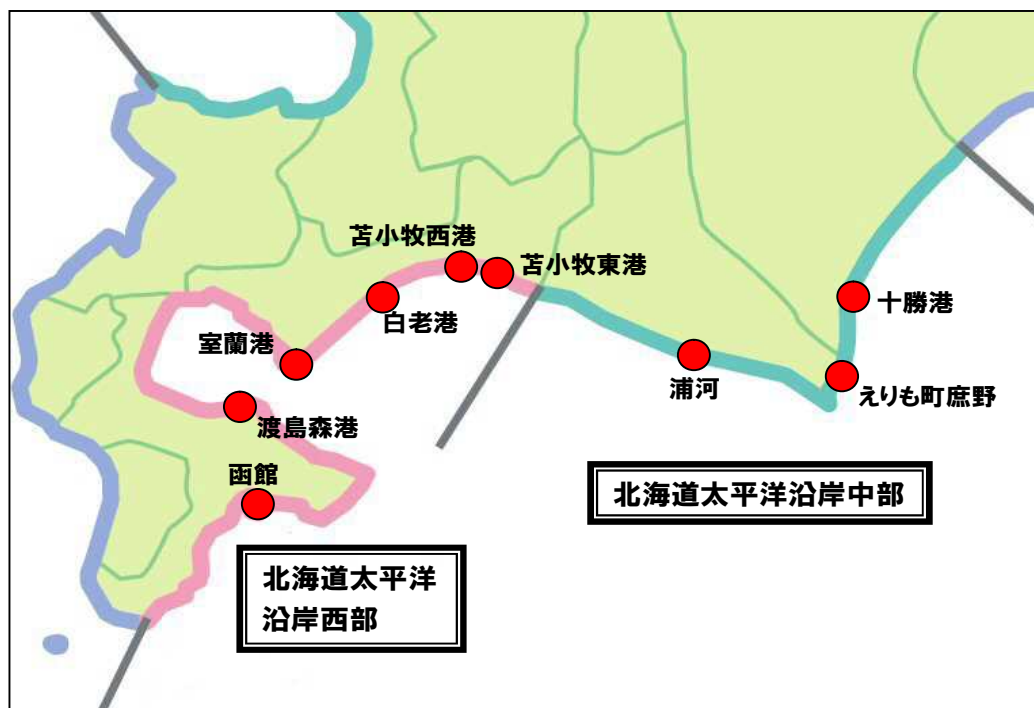 苫小牧西港
苫小牧東港
十勝港
白老港
室蘭港
浦河
えりも町庶野
渡島森港
函館
北海道太平洋沿岸中部
北海道太平洋
沿岸西部